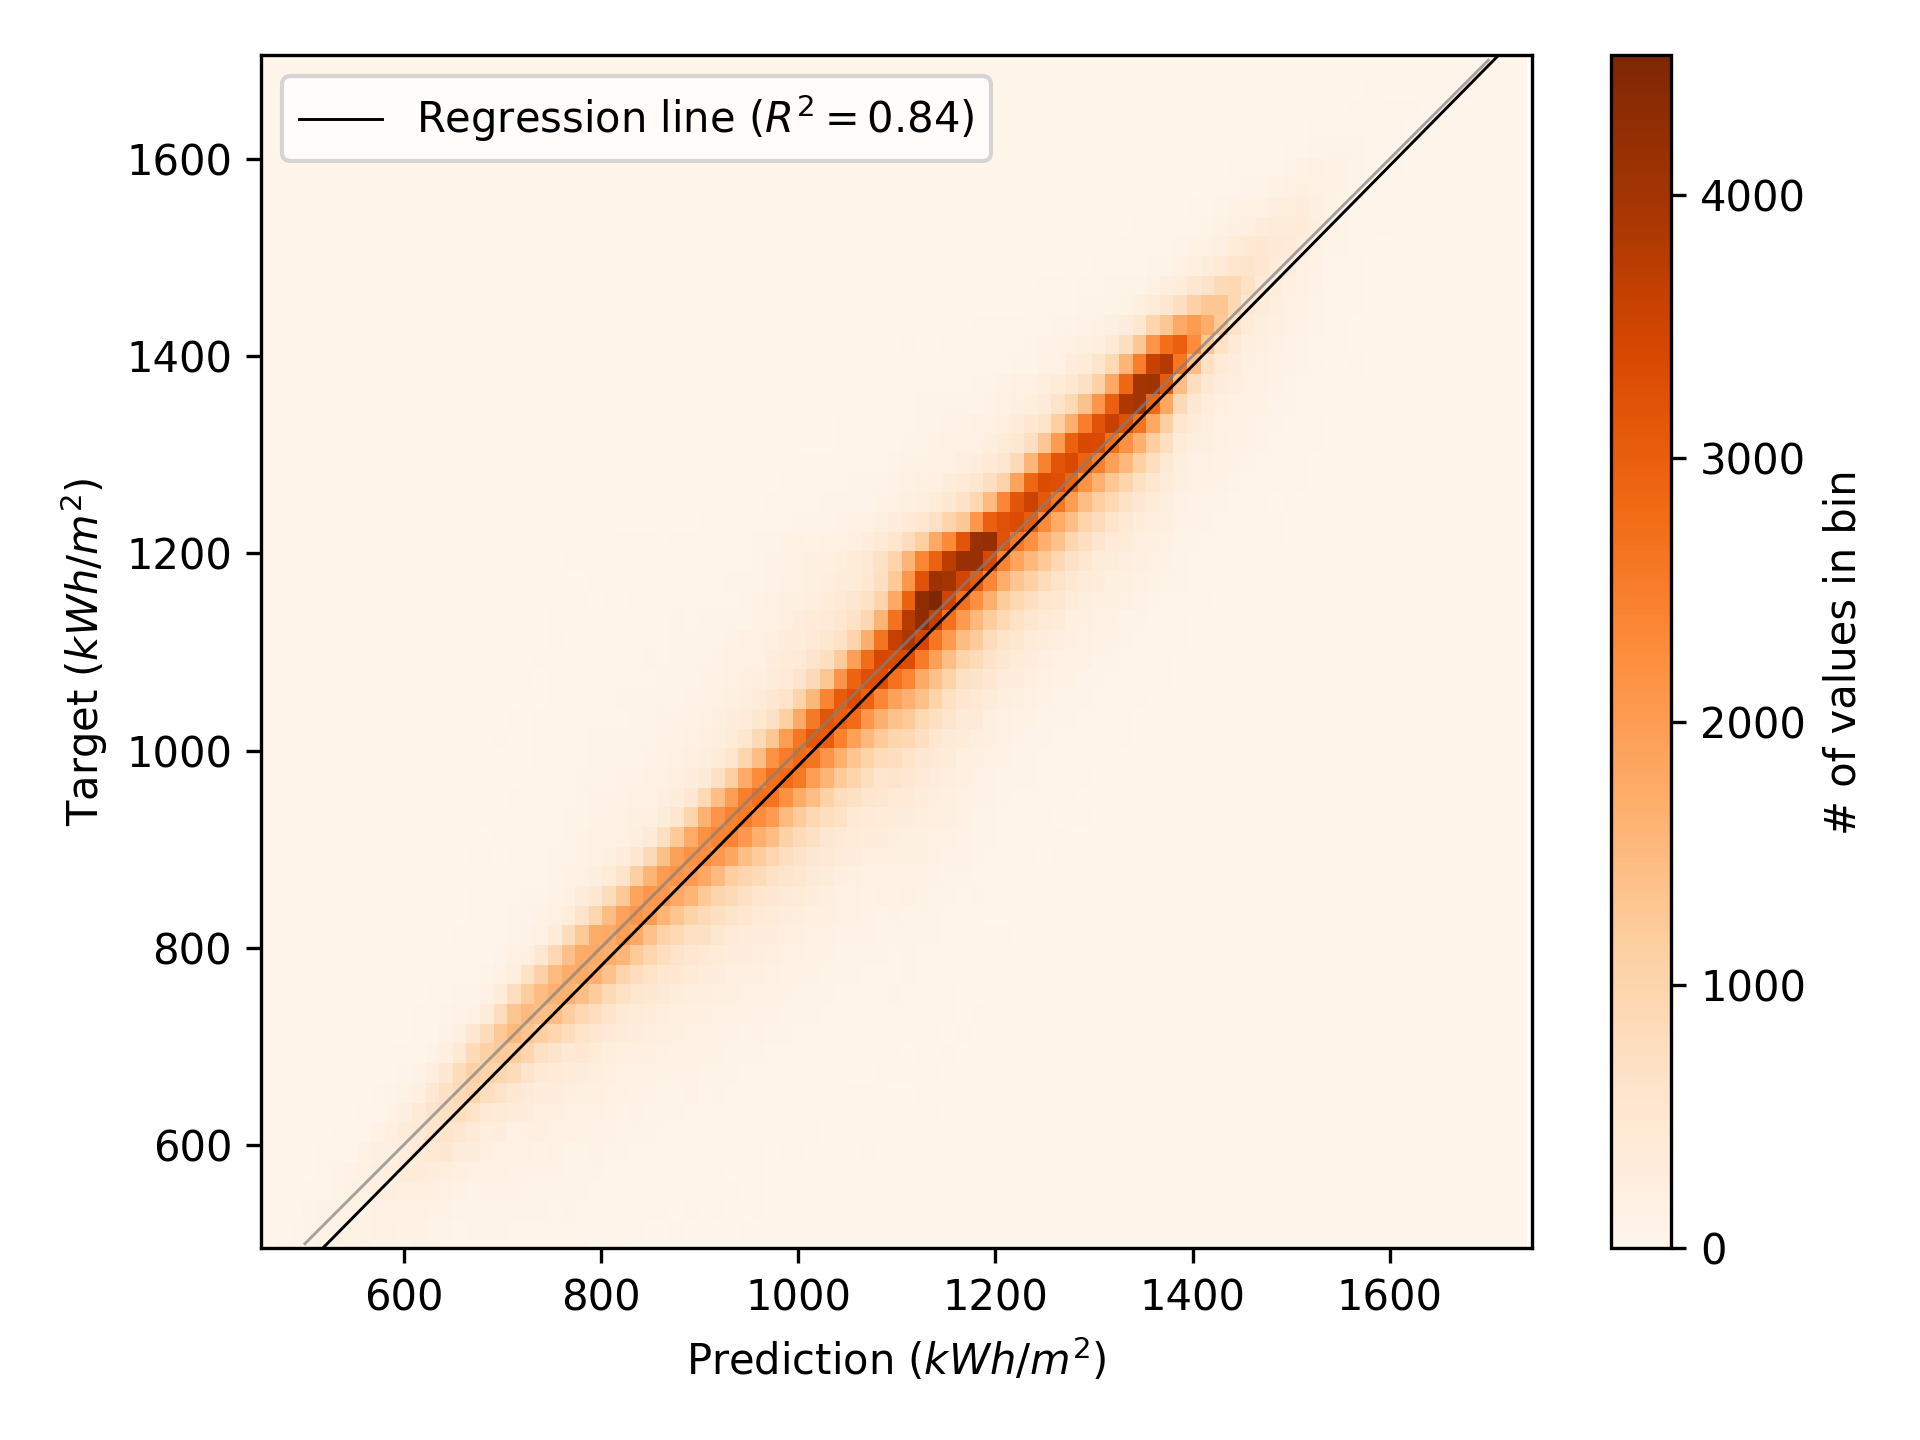 Regression line (R² = 0.84)
1600
1400
1200
1000
800
600
Target (kWh/m²)
600 800 1000 1200 1400 1600
Prediction (kWh/m²)
4000
3000
2000
1000
0
# of values in bin